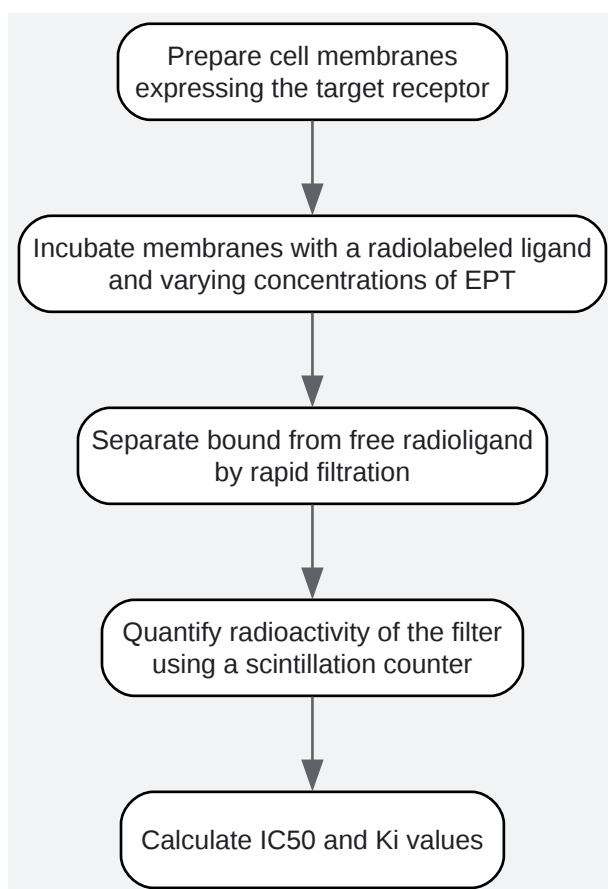 Prepare cell membranes
expressing the target receptor
Incubate membranes with a radiolabeled ligand
and varying concentrations of EPT
Separate bound from free radioligand
by rapid filtration
Quantify radioactivity of the filter
using a scintillation counter
Calculate IC50 and Ki values